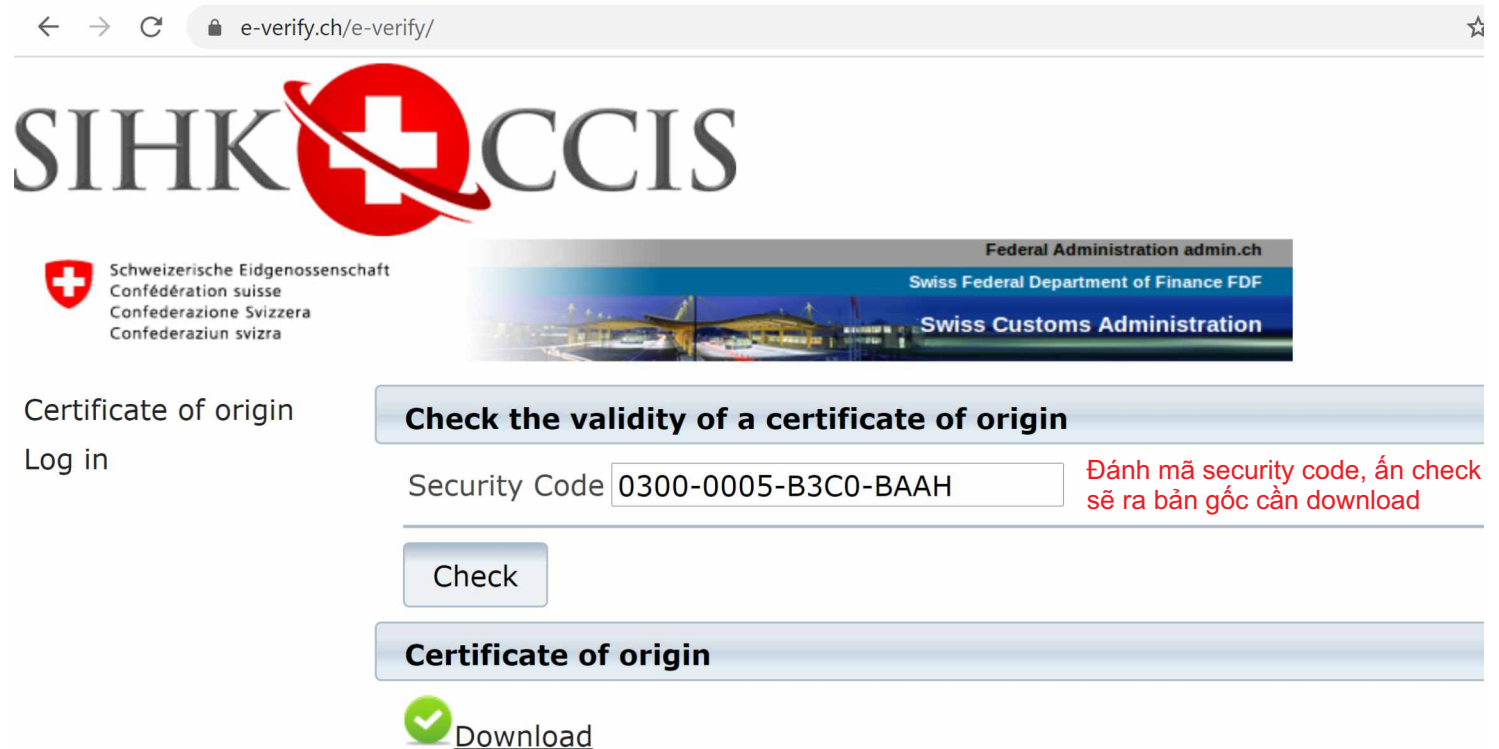 e-verify.ch/e-verify/
SIHK CCIS
Schweizerische Eidgenossenschaft
Confédération suisse
Confederazione Svizzera
Confederaziun svizra
Federal Administration admin.ch
Swiss Federal Department of Finance FDF
Swiss Customs Administration
Certificate of origin
Log in
Check the validity of a certificate of origin
Security Code 0300-0005-B3C0-BAAH
Đánh mã security code, ấn check
sẽ ra bản gốc cần download
Check
Certificate of origin
Download